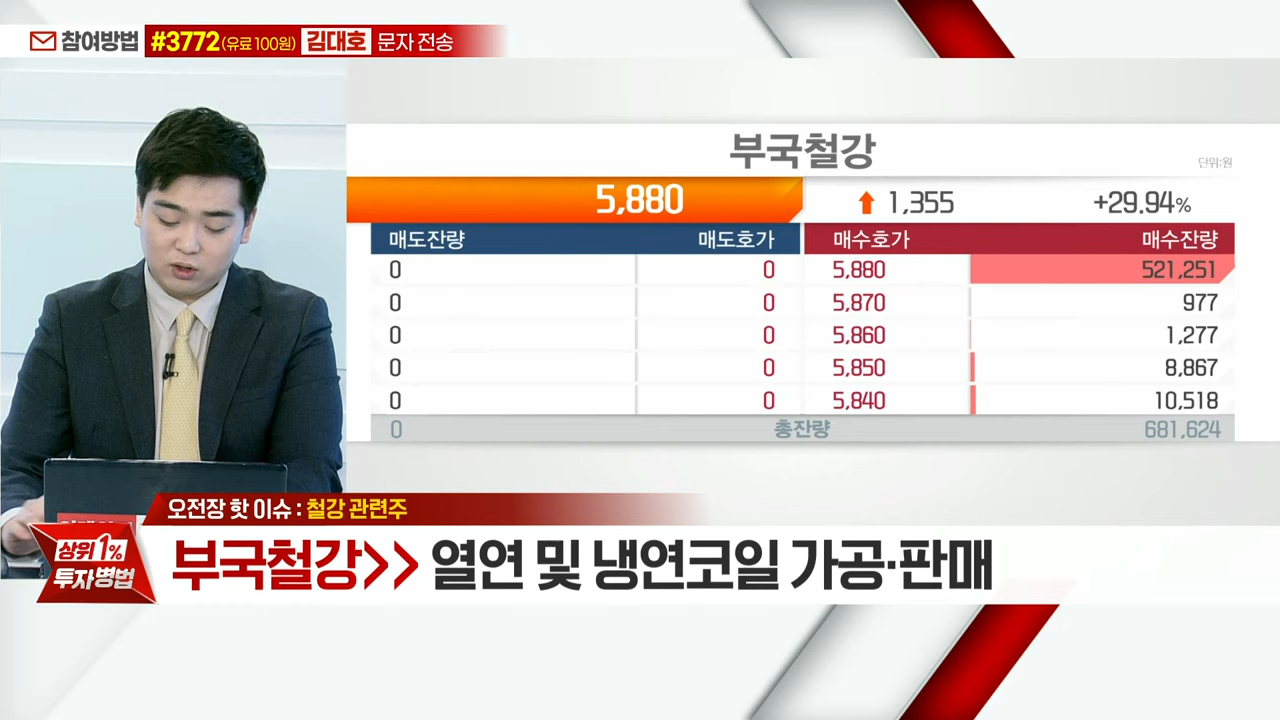 참여방법 #3772(유료 100원) 김대호 문자 전송
부국철강
단위:원
5,880 1,355 +29.94%
매도잔량 매도호가 매수호가 매수잔량
0 0 5,880 521,251
0 0 5,870 977
0 0 5,860 1,277
0 0 5,850 8,867
0 0 5,840 10,518
0 총잔량 681,624
오전장 핫 이슈 : 철강 관련주
상위 1%
투자병법
부국철강>> 열연 및 냉연코일 가공·판매